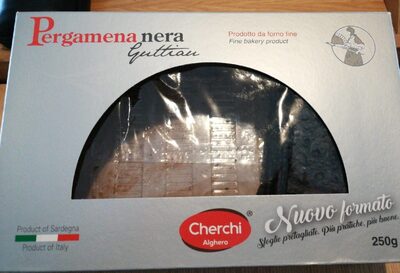 Pergamena nera
Guttiau
Prodotto da forno fine
Fine bakery product
Product of Sardegna
Product of Italy
Cherchi®
Alghero
Nuovo formato
Sfoglie pretagliate. Più pratiche, più buone.
250g